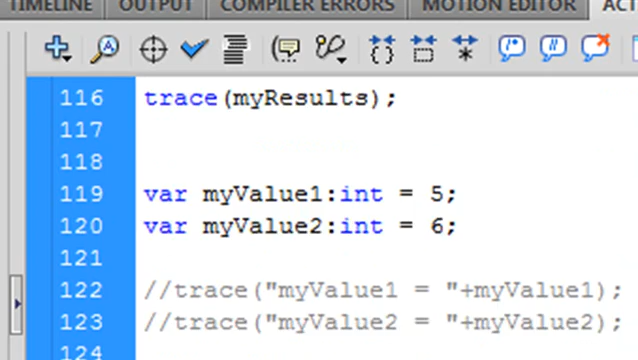 TIMELINE OUTPUT COMPILER ERRORS MOTION EDITOR
116 trace(myResults);
117
118
119 var myValue1:int = 5;
120 var myValue2:int = 6;
121
122 //trace("myValue1 = "+myValue1);
123 //trace("myValue2 = "+myValue2);
124